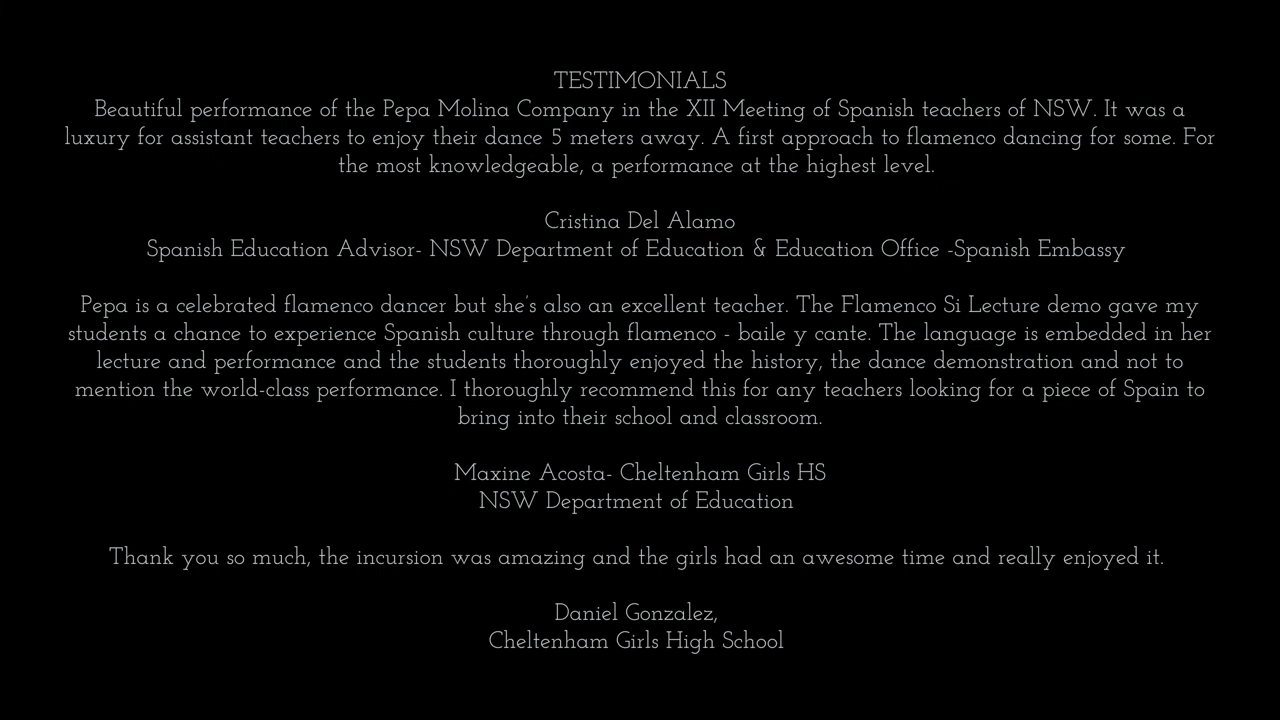 TESTIMONIALS
Beautiful performance of the Pepa Molina Company in the XII Meeting of Spanish teachers of NSW. It was a
luxury for assistant teachers to enjoy their dance 5 meters away. A first approach to flamenco dancing for some. For
the most knowledgeable, a performance at the highest level.
Cristina Del Alamo
Spanish Education Advisor- NSW Department of Education & Education Office -Spanish Embassy
Pepa is a celebrated flamenco dancer but she's also an excellent teacher. The Flamenco Si Lecture demo gave my
students a chance to experience Spanish culture through flamenco - baile y cante. The language is embedded in her
lecture and performance and the students thoroughly enjoyed the history, the dance demonstration and not to
mention the world-class performance. I thoroughly recommend this for any teachers looking for a piece of Spain to
bring into their school and classroom.
Maxine Acosta- Cheltenham Girls HS
NSW Department of Education
Thank you so much, the incursion was amazing and the girls had an awesome time and really enjoyed it.
Daniel Gonzalez,
Cheltenham Girls High School